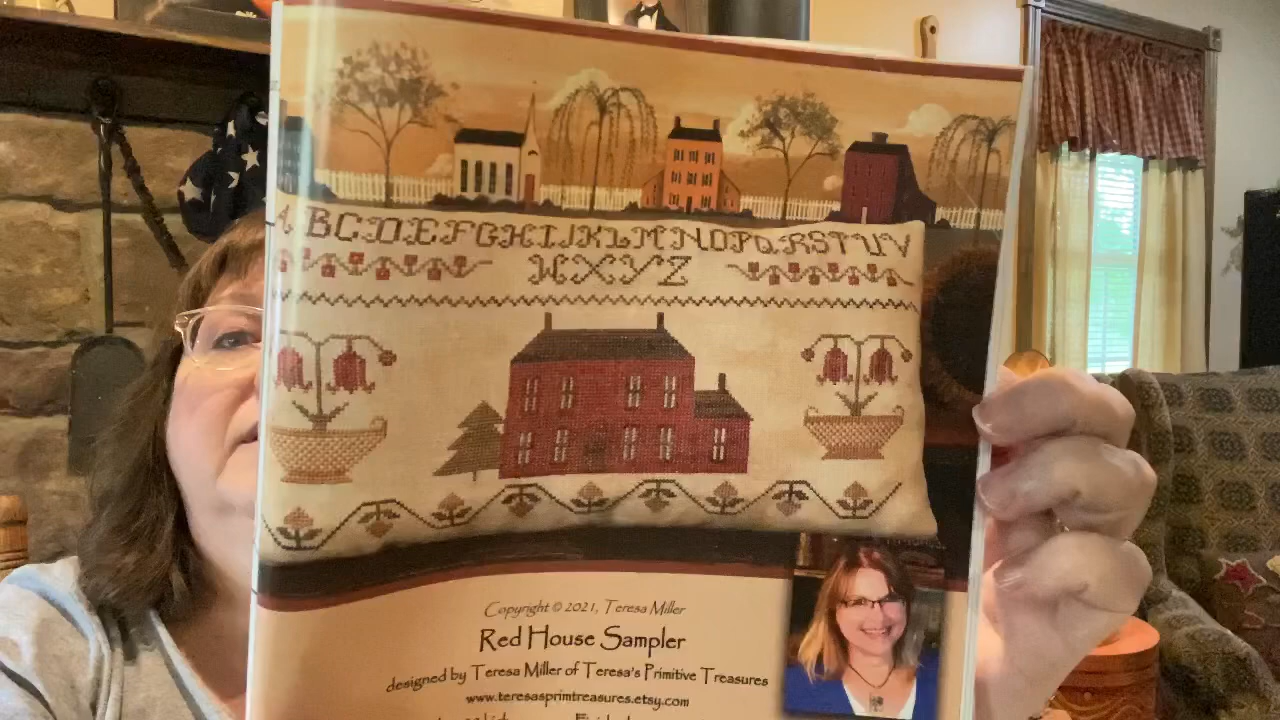 A BCDEFGHIJKLMNOPQRSTUV
WXYZ
Copyright © 2021, Teresa Miller
Red House Sampler
designed by Teresa Miller of Teresa's Primitive Treasures
www.teresasprimtreasures.etsy.com